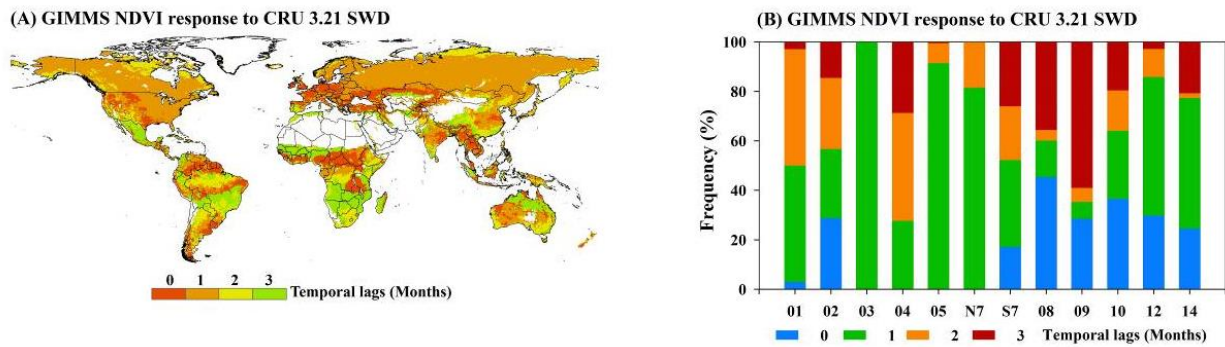 (A) GIMMS NDVI response to CRU 3.21 SWD
0 1 2 3
Temporal lags (Months)
(B) GIMMS NDVI response to CRU 3.21 SWD
Frequency (%)
100
80
60
40
20
0
01 02 03 04 05 N7 S7 08 09 10 12 14
0 1 2 3 Temporal lags (Months)